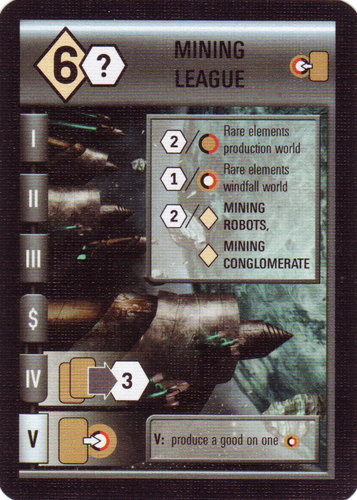 6 ?
MINING
LEAGUE
I
2 / Rare elements
production world
II
1 / Rare elements
windfall world
2 / MINING
ROBOTS,
III
MINING
CONGLOMERATE
$
IV
3
V
V: produce a good on one